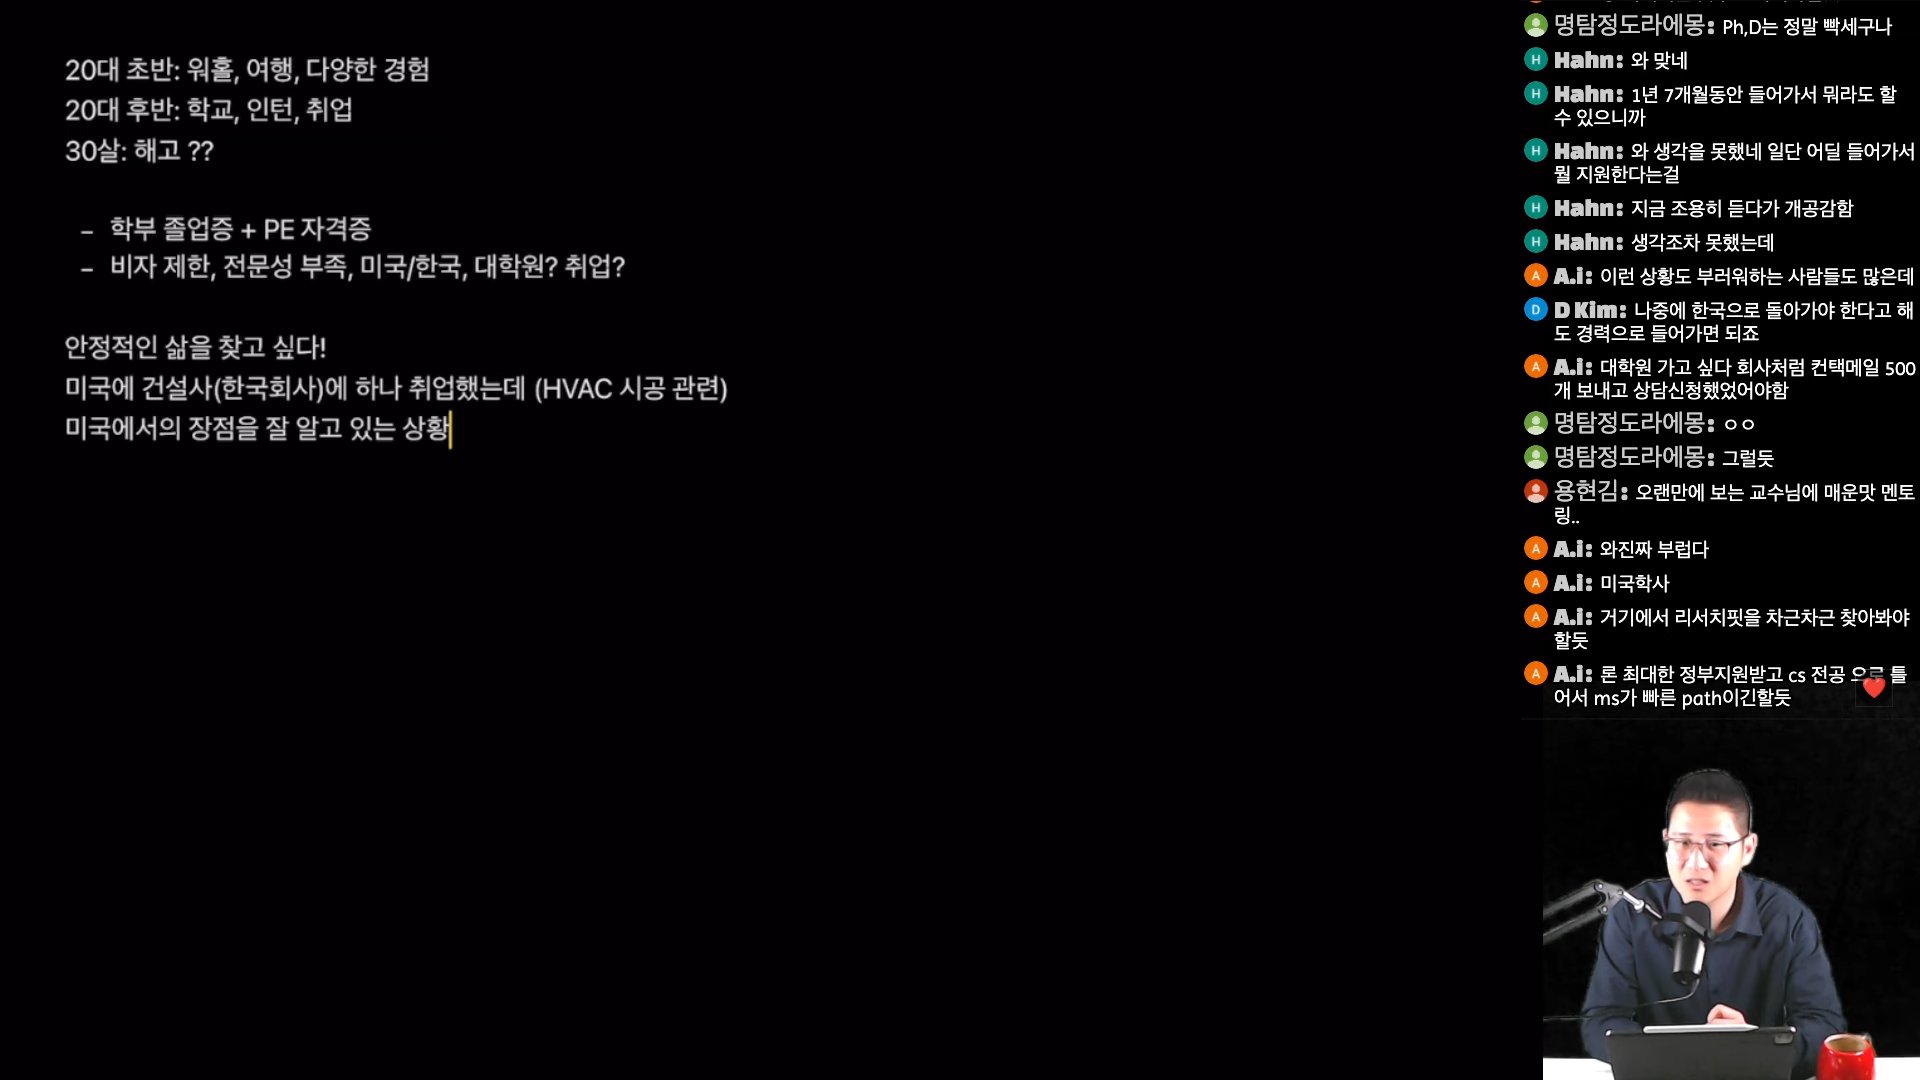 20대 초반: 워홀, 여행, 다양한 경험
20대 후반: 학교, 인턴, 취업
30살: 해고 ??
– 학부 졸업증 + PE 자격증
– 비자 제한, 전문성 부족, 미국/한국, 대학원? 취업?
안정적인 삶을 찾고 싶다!
미국에 건설사(한국회사)에 하나 취업했는데 (HVAC 시공 관련)
미국에서의 장점을 잘 알고 있는 상황
명탐정도라에몽: Ph,D는 정말 빡세구나
H Hahn: 와 맞네
H Hahn: 1년 7개월동안 들어가서 뭐라도 할
수 있으니까
H Hahn: 와 생각을 못했네 일단 어딜 들어가서
뭘 지원한다는걸
H Hahn: 지금 조용히 듣다가 개공감함
H Hahn: 생각조차 못했는데
A A.i: 이런 상황도 부러워하는 사람들도 많은데
D D Kim: 나중에 한국으로 돌아가야 한다고 해
도 경력으로 들어가면 되죠
A A.i: 대학원 가고 싶다 회사처럼 컨택메일 500
개 보내고 상담신청했었어야함
명탐정도라에몽: ㅇㅇ
명탐정도라에몽: 그럴듯
용현김: 오랜만에 보는 교수님에 매운맛 멘토
링..
A A.i: 와진짜 부럽다
A A.i: 미국학사
A A.i: 거기에서 리서치핏을 차근차근 찾아봐야
할듯
A A.i: 론 최대한 정부지원받고 cs 전공 으로 틀
어서 ms가 빠른 path이긴할듯